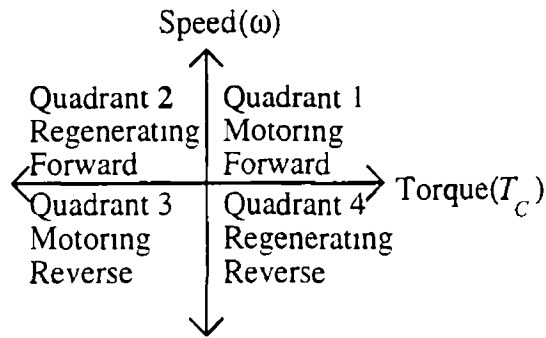 Speed(ω)
Quadrant 2
Regenerating
Forward
Quadrant 1
Motoring
Forward
Torque(T_C)
Quadrant 3
Motoring
Reverse
Quadrant 4
Regenerating
Reverse